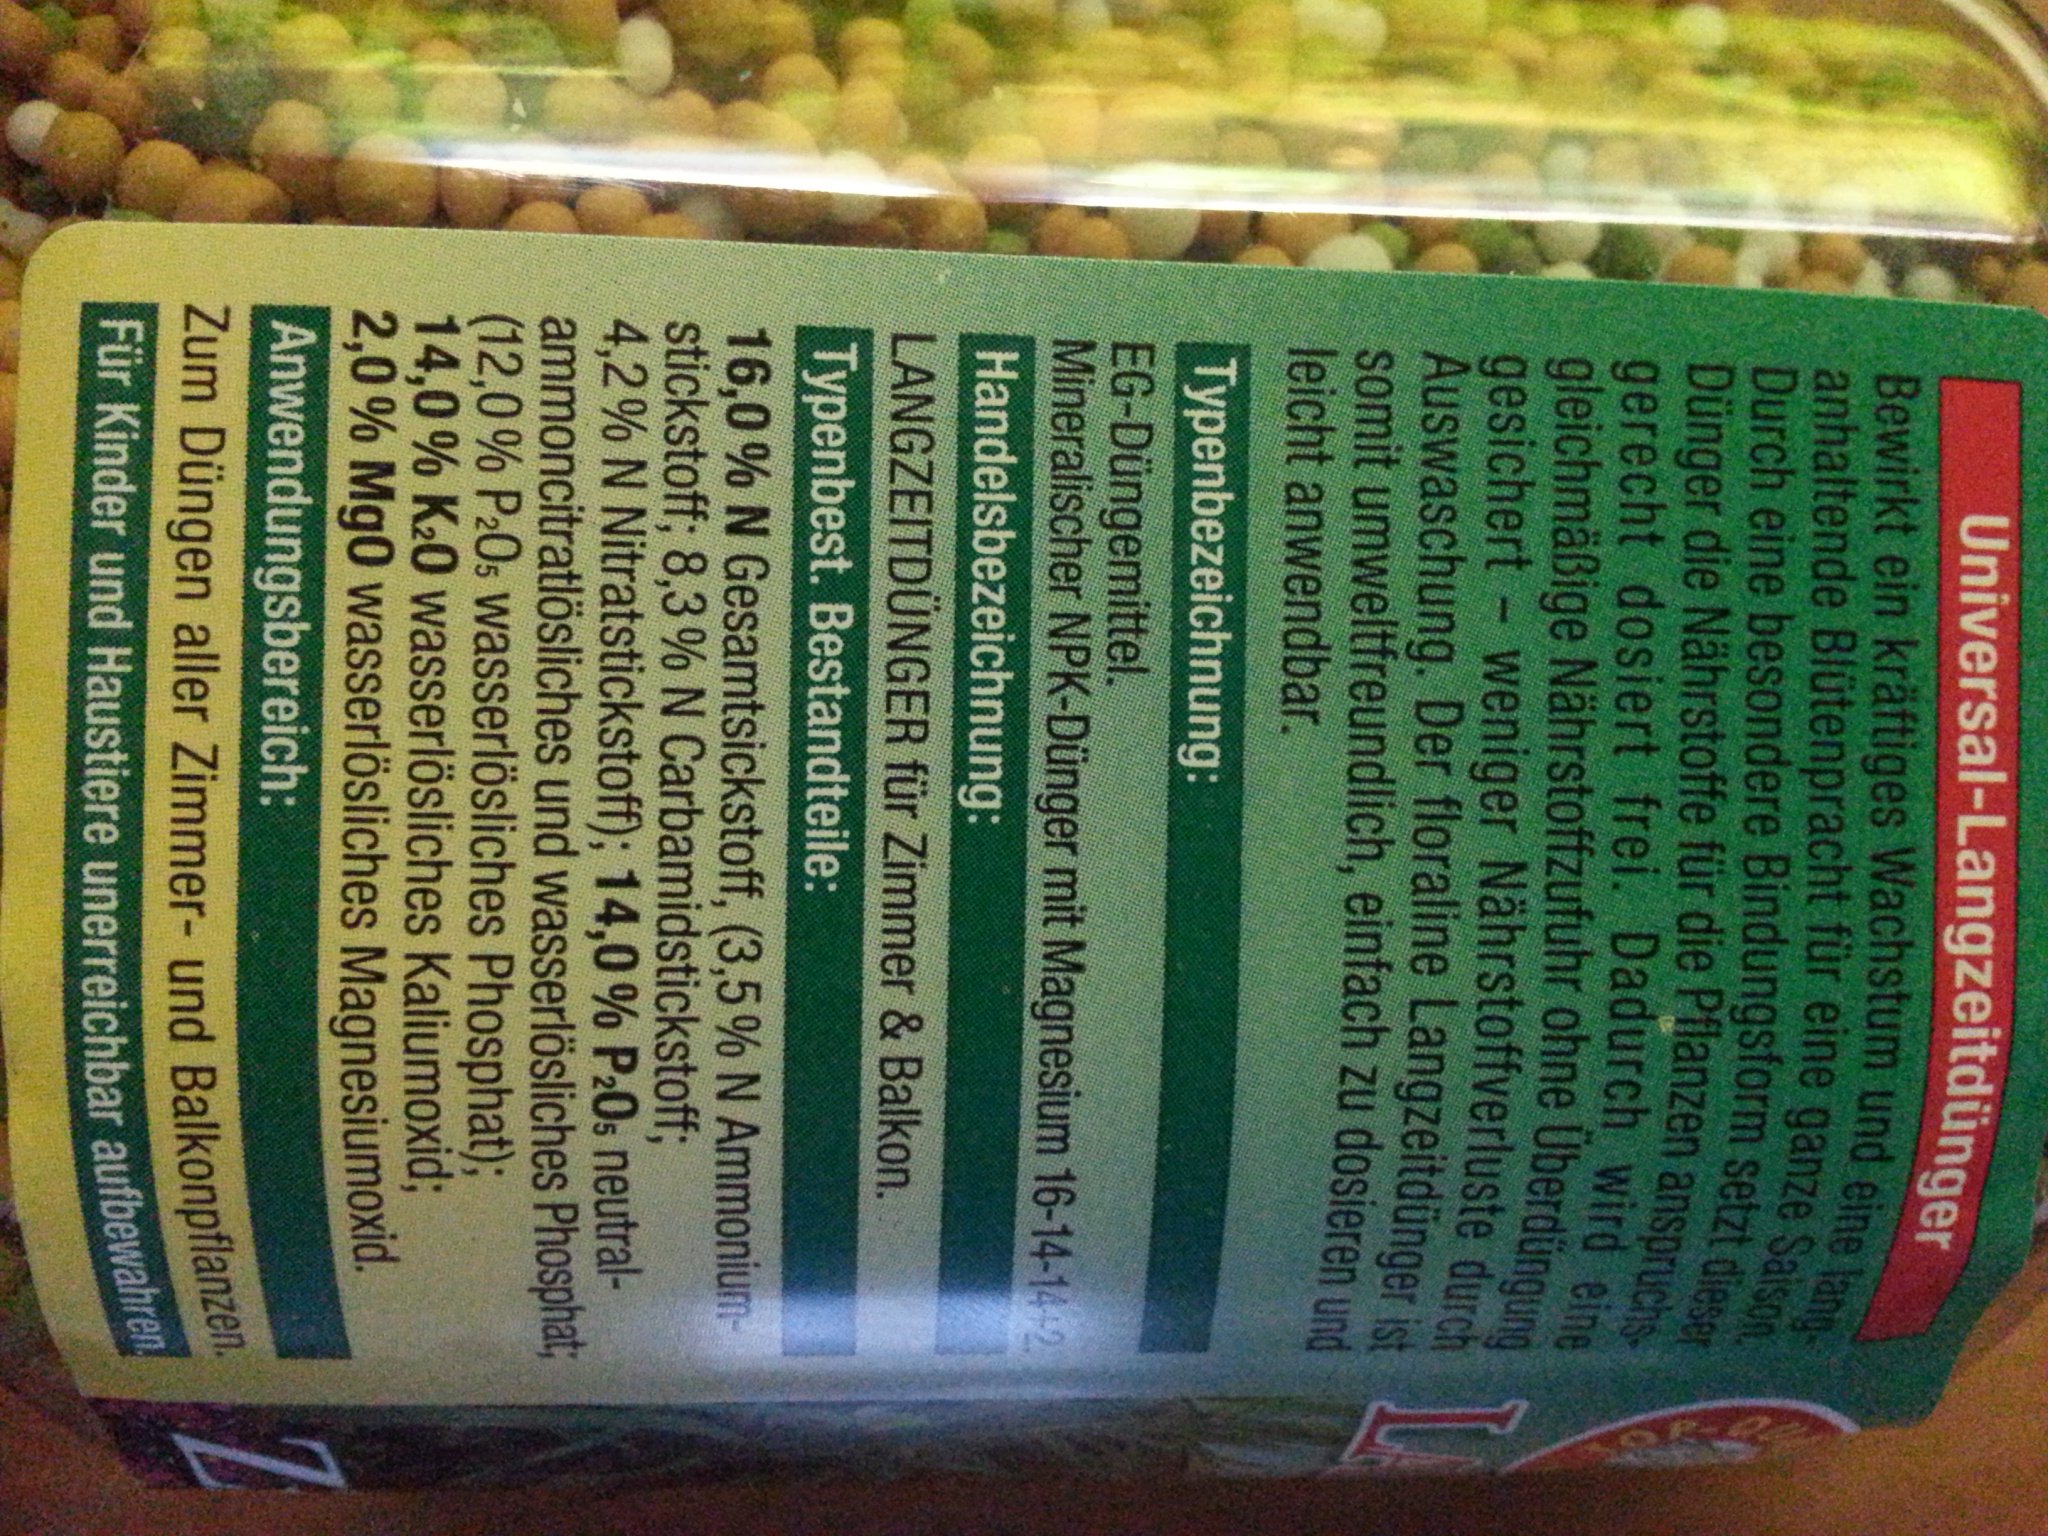 Universal-Langzeitdünger
Bewirkt ein kräftiges Wachstum und eine lang-
anhaltende Blütenpracht für eine ganze Saison.
Durch eine besondere Bindungsform setzt dieser
Dünger die Nährstoffe für die Pflanzen anspruchs-
gerecht dosiert frei. Dadurch wird eine
gleichmäßige Nährstoffzufuhr ohne Überdüngung
gesichert – weniger Nährstoffverluste durch
Auswaschung. Der floraline Langzeitdünger ist
somit umweltfreundlich, einfach zu dosieren und
leicht anwendbar.
Typenbezeichnung:
EG-Düngemittel.
Mineralischer NPK-Dünger mit Magnesium 16-14-14+2
Handelsbezeichnung:
LANGZEITDÜNGER für Zimmer & Balkon.
Typenbest. Bestandteile:
16,0 % N Gesamtsickstoff, (3,5 % N Ammonium-
stickstoff; 8,3 % N Carbamidstickstoff;
4,2 % N Nitratstickstoff); 14,0 % P₂O₅ neutral-
ammoncitratlösliches und wasserlösliches Phosphat;
(12,0 % P₂O₅ wasserlösliches Phosphat);
14,0 % K₂O wasserlösliches Kaliumoxid;
2,0 % MgO wasserlösliches Magnesiumoxid.
Anwendungsbereich:
Zum Düngen aller Zimmer- und Balkonpflanzen.
Für Kinder und Haustiere unerreichbar aufbewahren.
L
Z